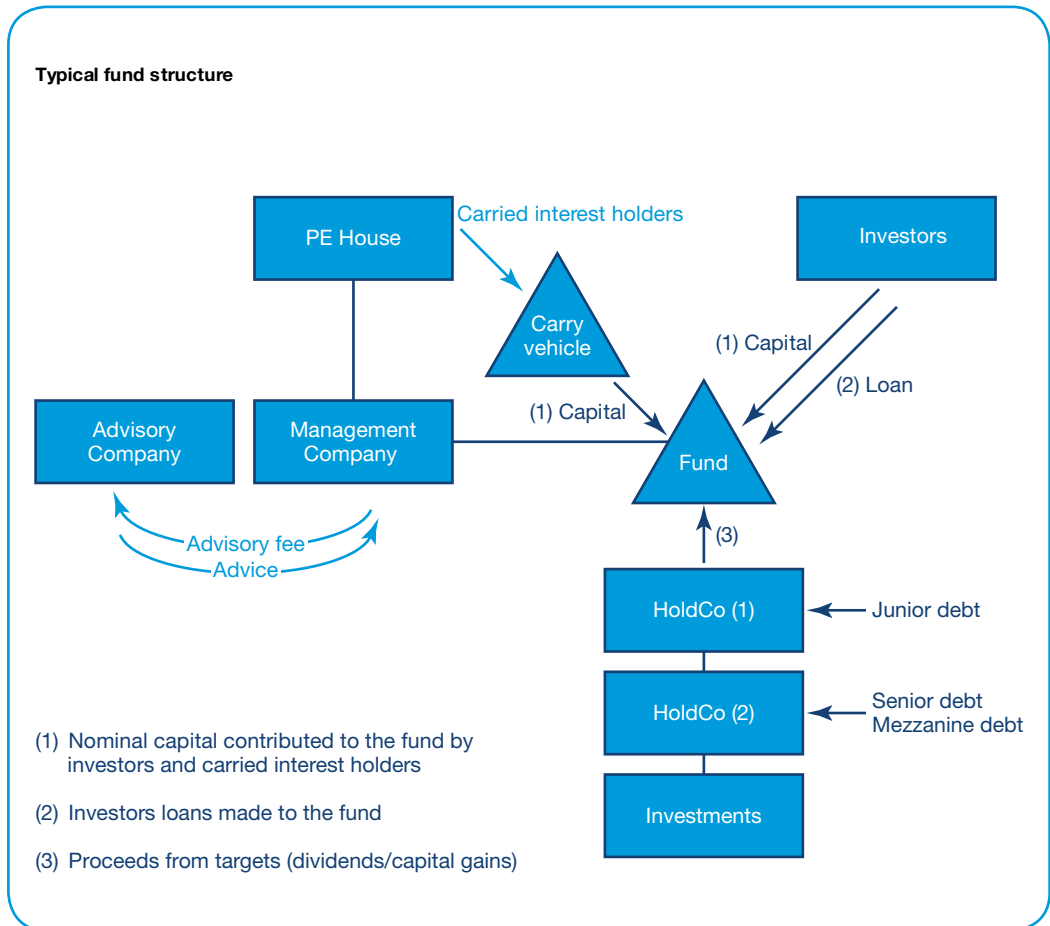 Typical fund structure
Carried interest holders
PE House
Investors
Carry
vehicle
(1) Capital
(2) Loan
(1) Capital
Advisory
Company
Management
Company
Fund
Advisory fee
Advice
(3)
HoldCo (1)
Junior debt
HoldCo (2)
Senior debt
Mezzanine debt
Investments
(1) Nominal capital contributed to the fund by
investors and carried interest holders
(2) Investors loans made to the fund
(3) Proceeds from targets (dividends/capital gains)